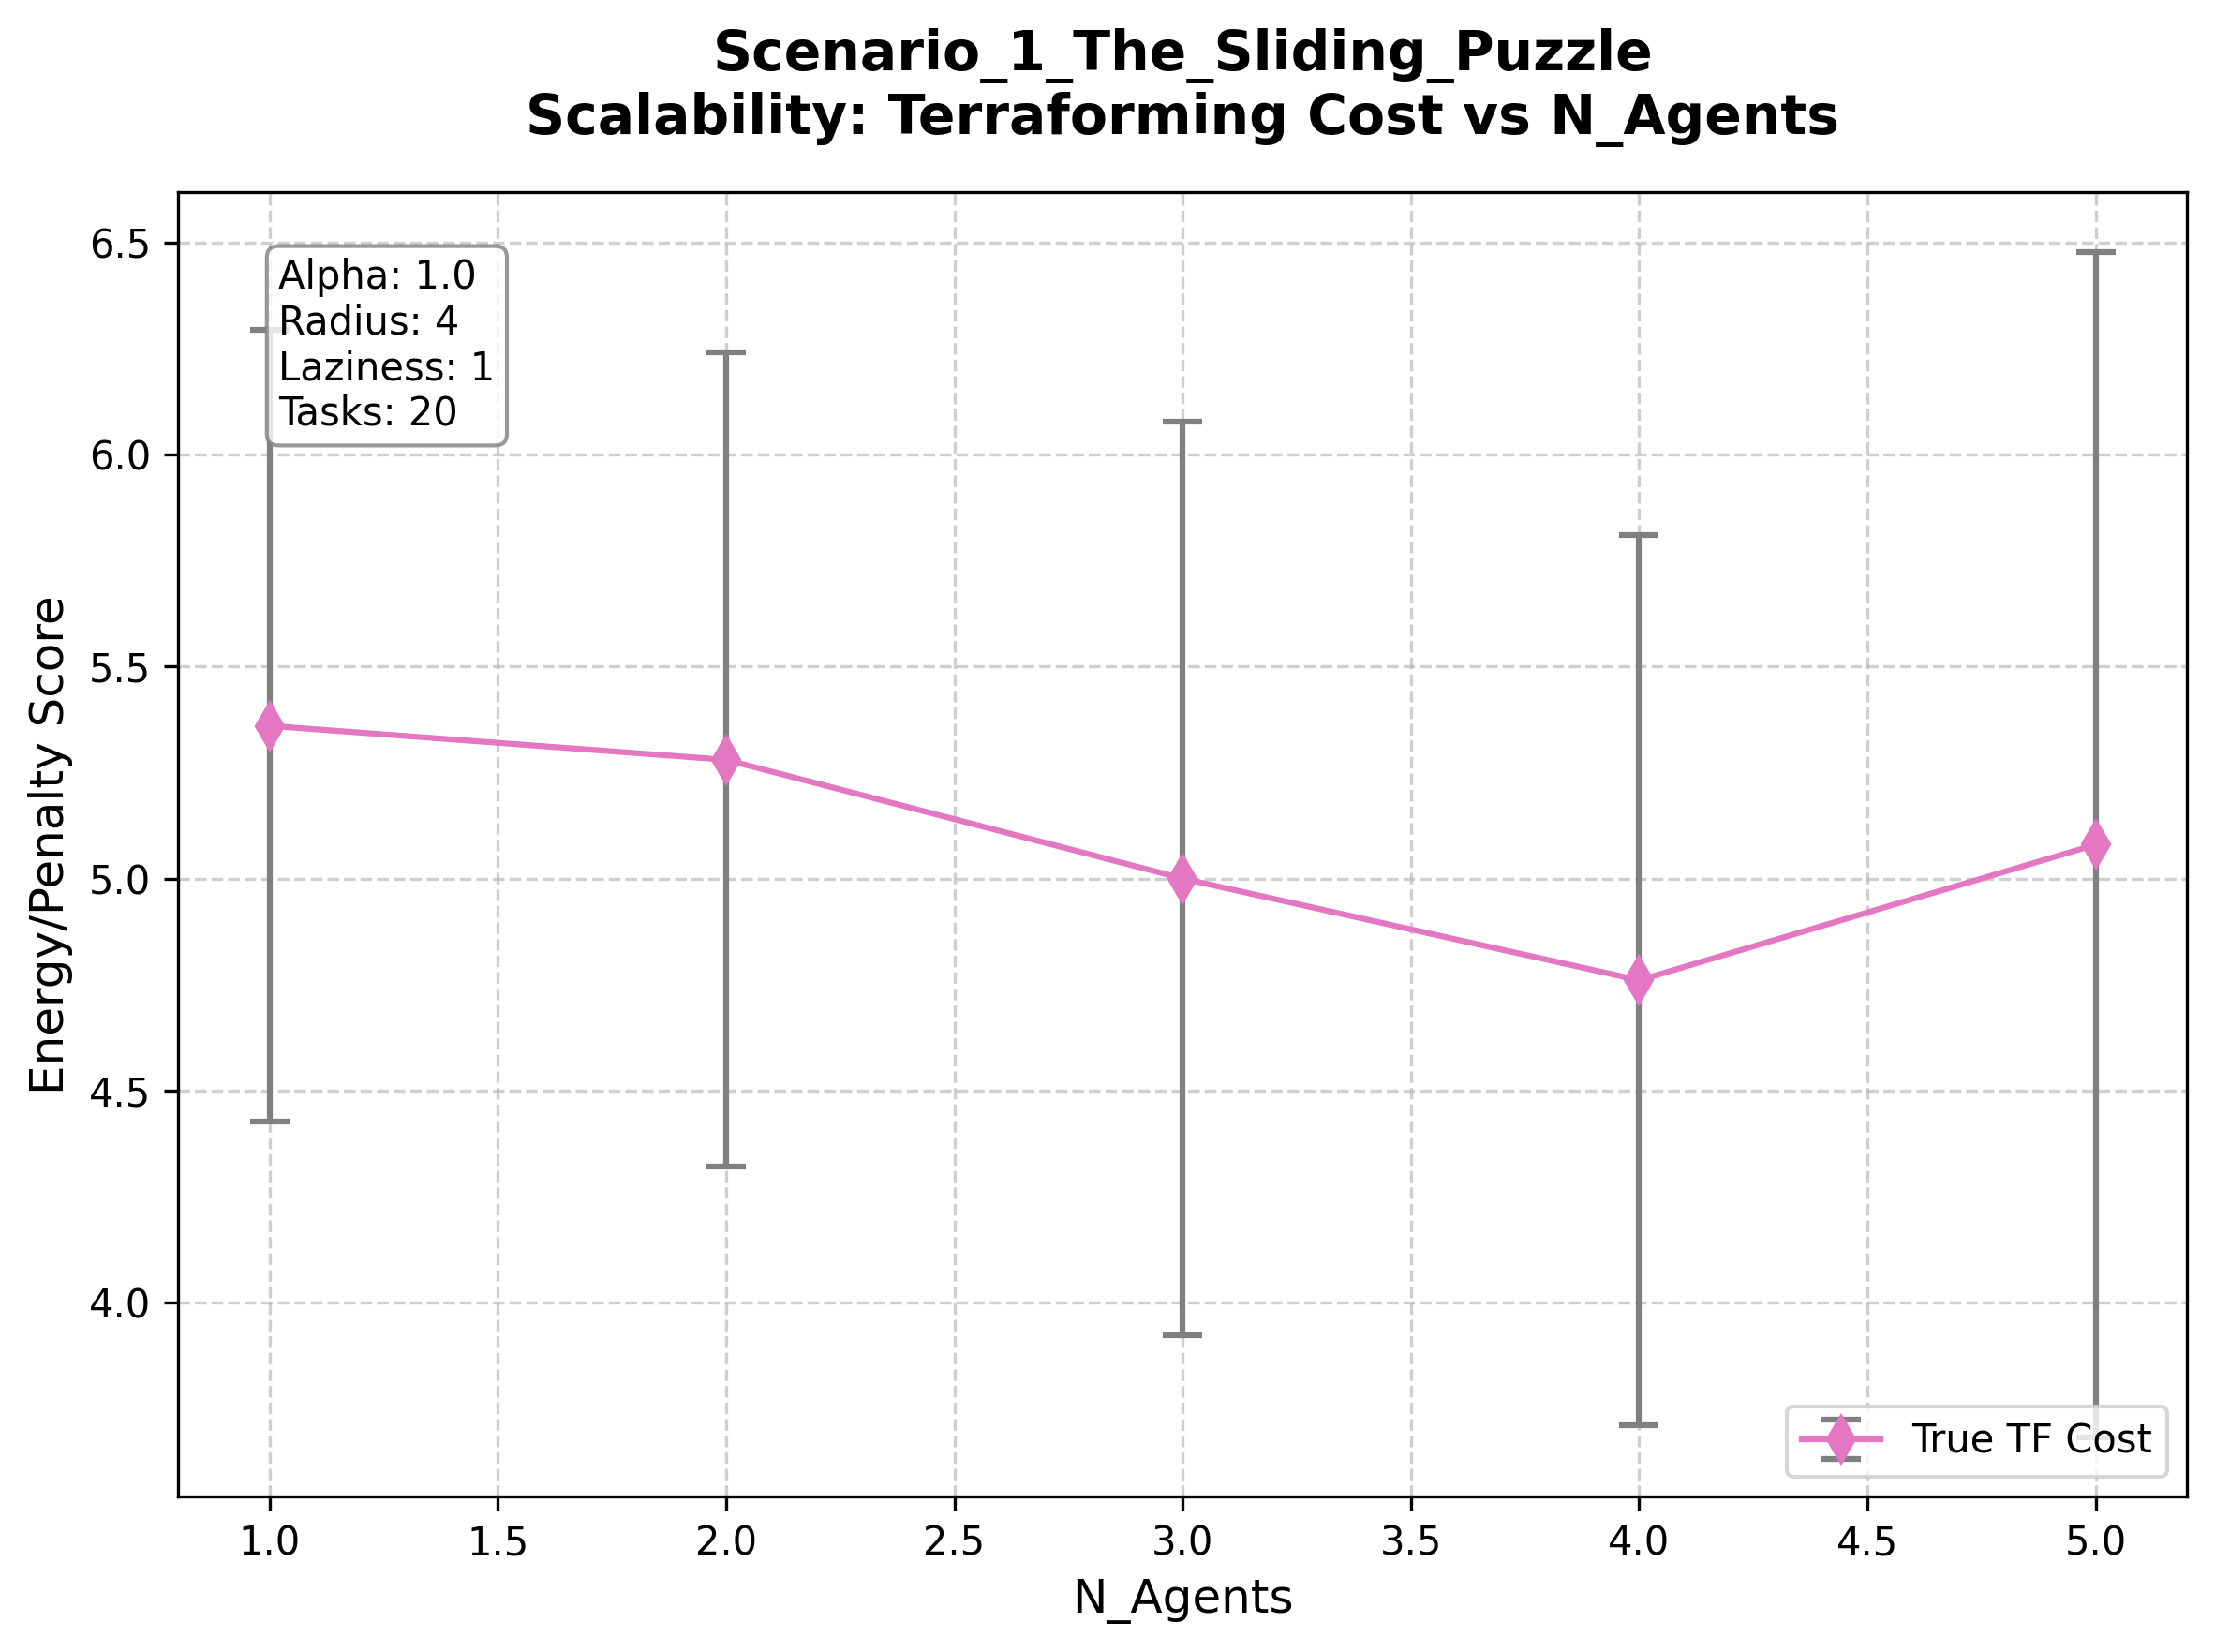 Scenario_1_The_Sliding_Puzzle
Scalability: Terraforming Cost vs N_Agents
Energy/Penalty Score
6.5
6.0
5.5
5.0
4.5
4.0
Alpha: 1.0
Radius: 4
Laziness: 1
Tasks: 20
True TF Cost
1.0 1.5 2.0 2.5 3.0 3.5 4.0 4.5 5.0
N_Agents